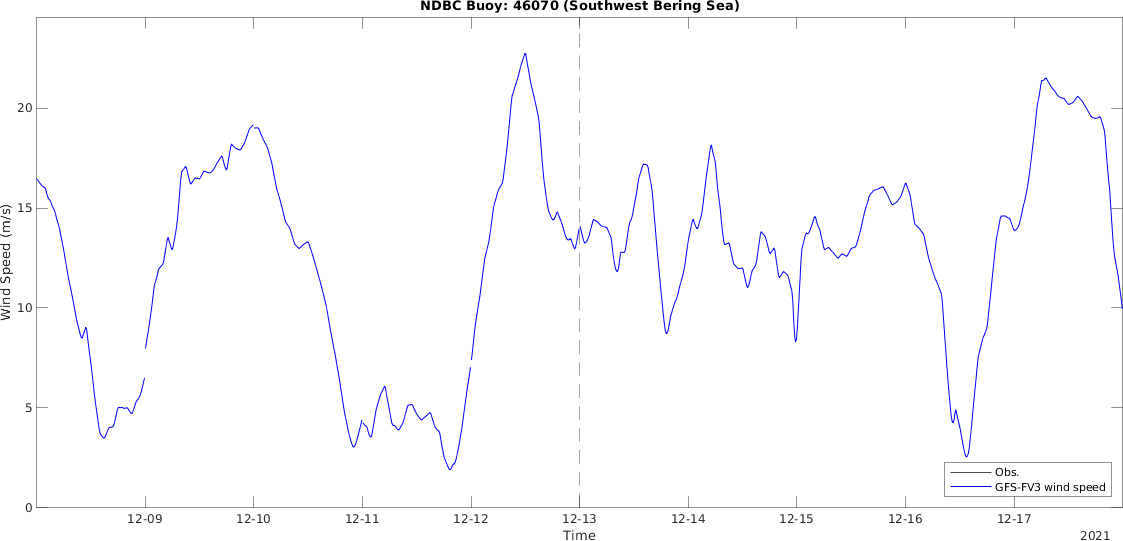 NDBC Buoy: 46070 (Southwest Bering Sea)
Wind Speed (m/s)
20
15
10
5
0
12-09 12-10 12-11 12-12 12-13 12-14 12-15 12-16 12-17
Time
2021
Obs.
GFS-FV3 wind speed